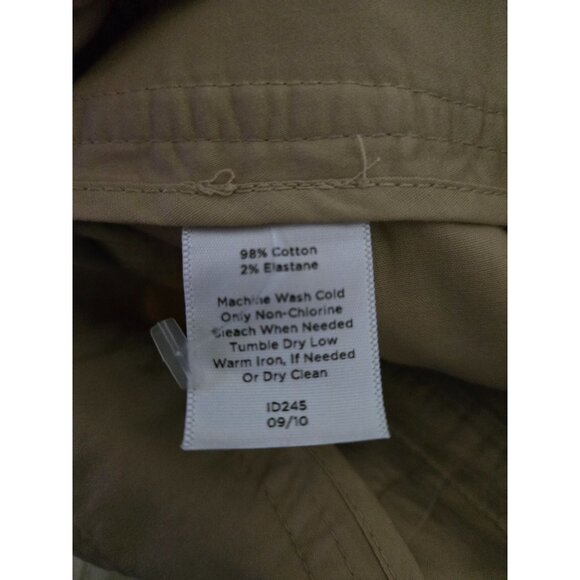 98% Cotton
2% Elastane
Machine Wash Cold
Only Non-Chlorine
Bleach When Needed
Tumble Dry Low
Warm Iron, If Needed
Or Dry Clean
ID245
09/10